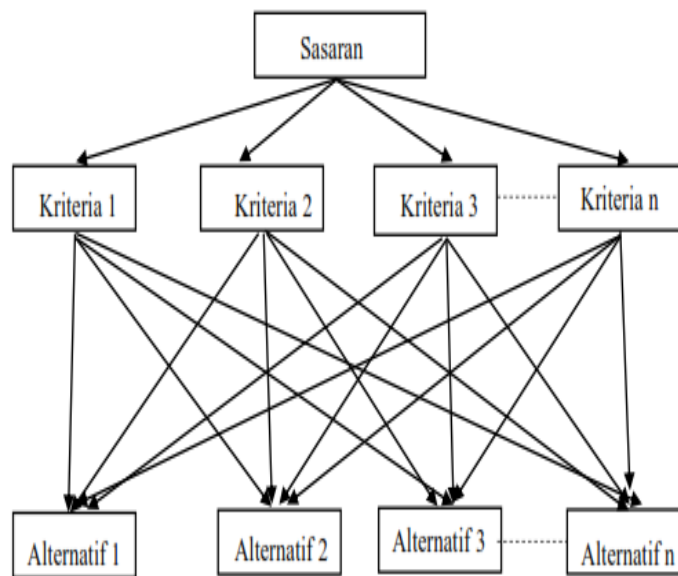 Sasaran
Kriteria 1
Kriteria 2
Kriteria 3
Kriteria n
Alternatif 1
Alternatif 2
Alternatif 3
Alternatif n